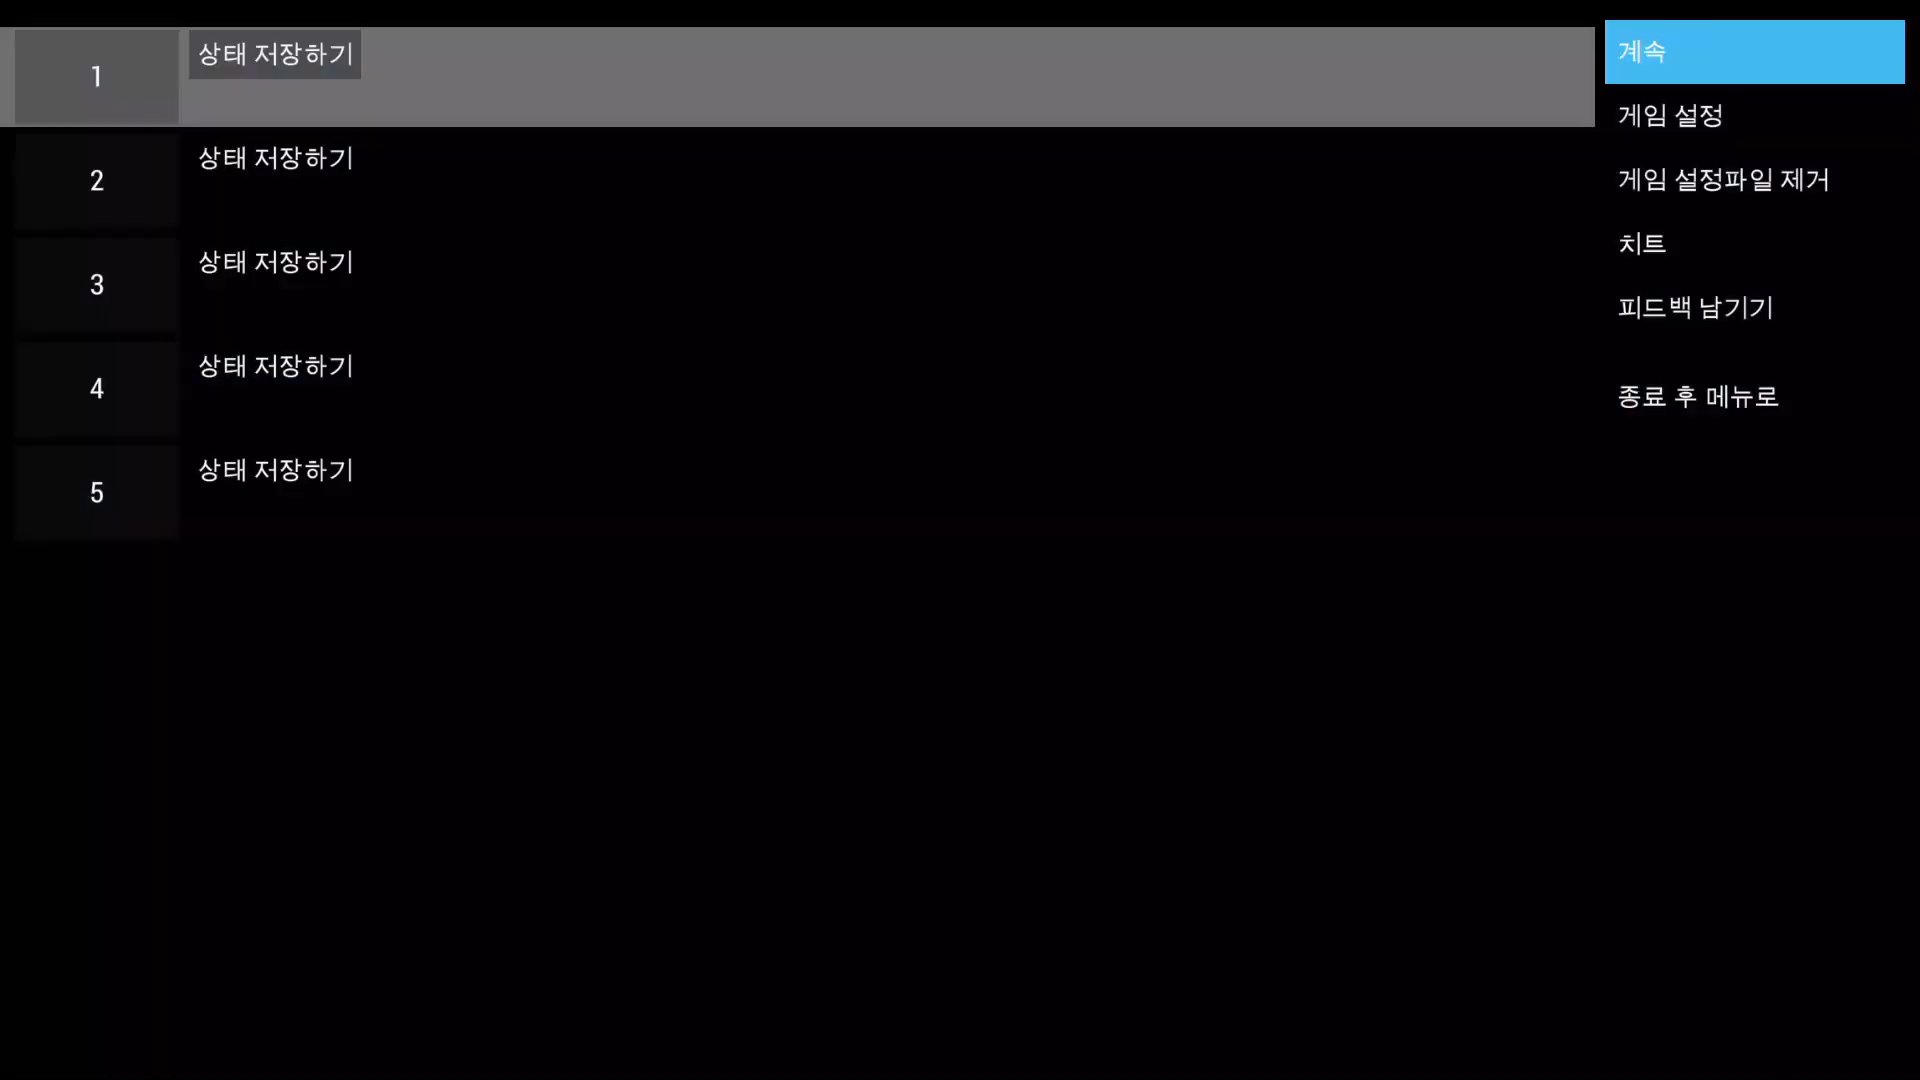 1
상태 저장하기
2
상태 저장하기
3
상태 저장하기
4
상태 저장하기
5
상태 저장하기
계속
게임 설정
게임 설정파일 제거
치트
피드백 남기기
종료 후 메뉴로